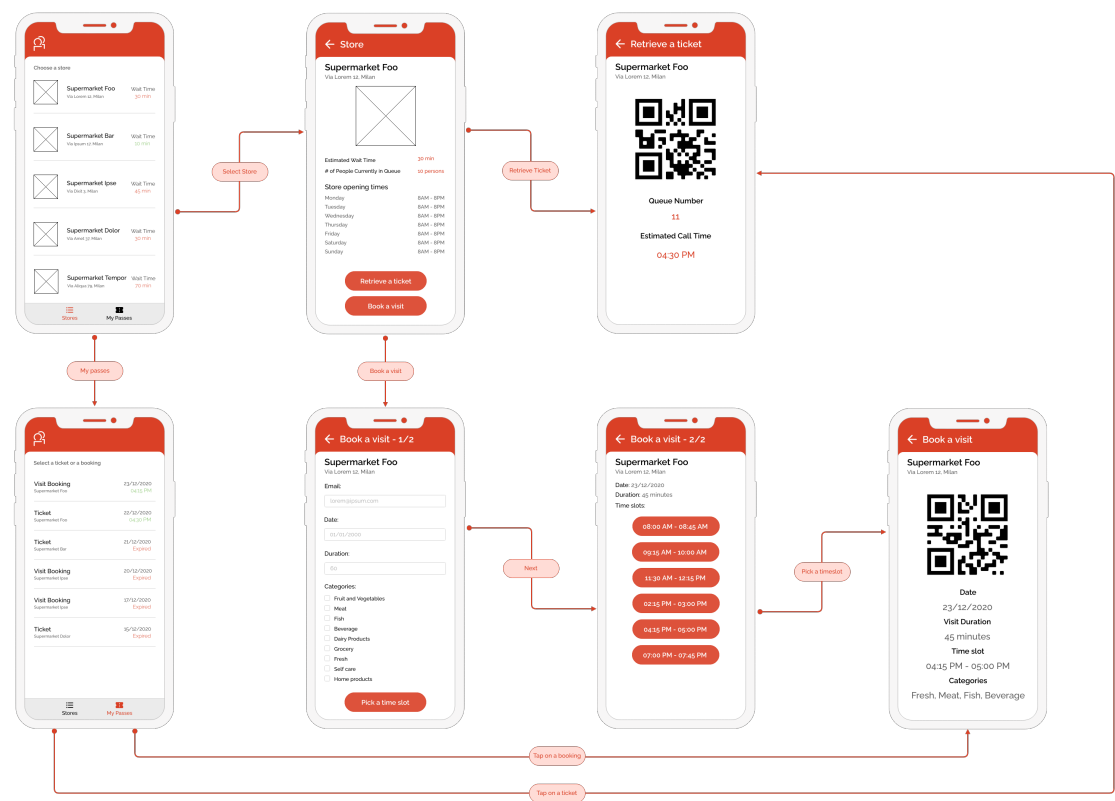 Choose a store
Supermarket Foo Wait Time
Via Lorem 12, Milan 30 min
Supermarket Bar Wait Time
Via Ipsum 17, Milan 10 min
Supermarket Ipse Wait Time
Via Dixit 3, Milan 45 min
Supermarket Dolor Wait Time
Via Amet 37, Milan 30 min
Supermarket Tempor Wait Time
Via Aliqua 79, Milan 70 min
Stores My Passes
Select Store
← Store
Supermarket Foo
Via Lorem 12, Milan
Estimated Wait Time 30 min
# of People Currently In Queue 10 persons
Store opening times
Monday 8AM - 8PM
Tuesday 8AM - 8PM
Wednesday 8AM - 8PM
Thursday 8AM - 8PM
Friday 8AM - 8PM
Saturday 8AM - 8PM
Sunday 8AM - 8PM
Retrieve a ticket
Book a visit
Retrieve Ticket
← Retrieve a ticket
Supermarket Foo
Via Lorem 12, Milan
Queue Number
11
Estimated Call Time
04:30 PM
My passes
Book a visit
Select a ticket or a booking
Visit Booking 23/12/2020
Supermarket Foo 04:15 PM
Ticket 22/12/2020
Supermarket Foo 04:30 PM
Ticket 21/12/2020
Supermarket Bar Expired
Visit Booking 20/12/2020
Supermarket Ipse Expired
Visit Booking 17/12/2020
Supermarket Ipse Expired
Ticket 15/12/2020
Supermarket Dolor Expired
Stores My Passes
← Book a visit - 1/2
Supermarket Foo
Via Lorem 12, Milan
Email:
lorem@ipsum.com
Date:
01/01/2000
Duration:
60
Categories:
Fruit and Vegetables
Meat
Fish
Beverage
Dairy Products
Grocery
Fresh
Self care
Home products
Pick a time slot
Next
← Book a visit - 2/2
Supermarket Foo
Via Lorem 12, Milan
Date: 23/12/2020
Duration: 45 minutes
Time slots:
08:00 AM - 08:45 AM
09:15 AM - 10:00 AM
11:30 AM - 12:15 PM
02:15 PM - 03:00 PM
04:15 PM - 05:00 PM
07:00 PM - 07:45 PM
Pick a timeslot
← Book a visit
Supermarket Foo
Via Lorem 12, Milan
Date
23/12/2020
Visit Duration
45 minutes
Time slot
04:15 PM - 05:00 PM
Categories
Fresh, Meat, Fish, Beverage
Tap on a booking
Tap on a ticket